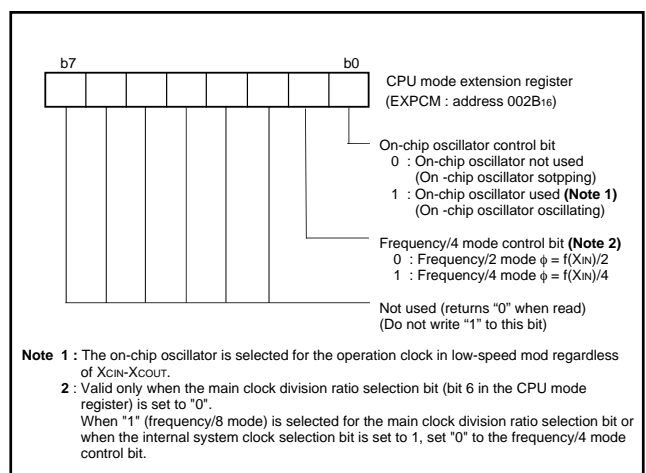 b7 b0
CPU mode extension register
(EXPCM : address 002B16)
On-chip oscillator control bit
0 : On-chip oscillator not used
(On -chip oscillator sotpping)
1 : On-chip oscillator used (Note 1)
(On -chip oscillator oscillating)
Frequency/4 mode control bit (Note 2)
0 : Frequency/2 mode φ = f(XIN)/2
1 : Frequency/4 mode φ = f(XIN)/4
Not used (returns “0” when read)
(Do not write “1” to this bit)
Note 1 : The on-chip oscillator is selected for the operation clock in low-speed mod regardless
of XCIN-XCOUT.
2 : Valid only when the main clock division ratio selection bit (bit 6 in the CPU mode
register) is set to "0".
When "1" (frequency/8 mode) is selected for the main clock division ratio selection bit or
when the internal system clock selection bit is set to 1, set "0" to the frequency/4 mode
control bit.